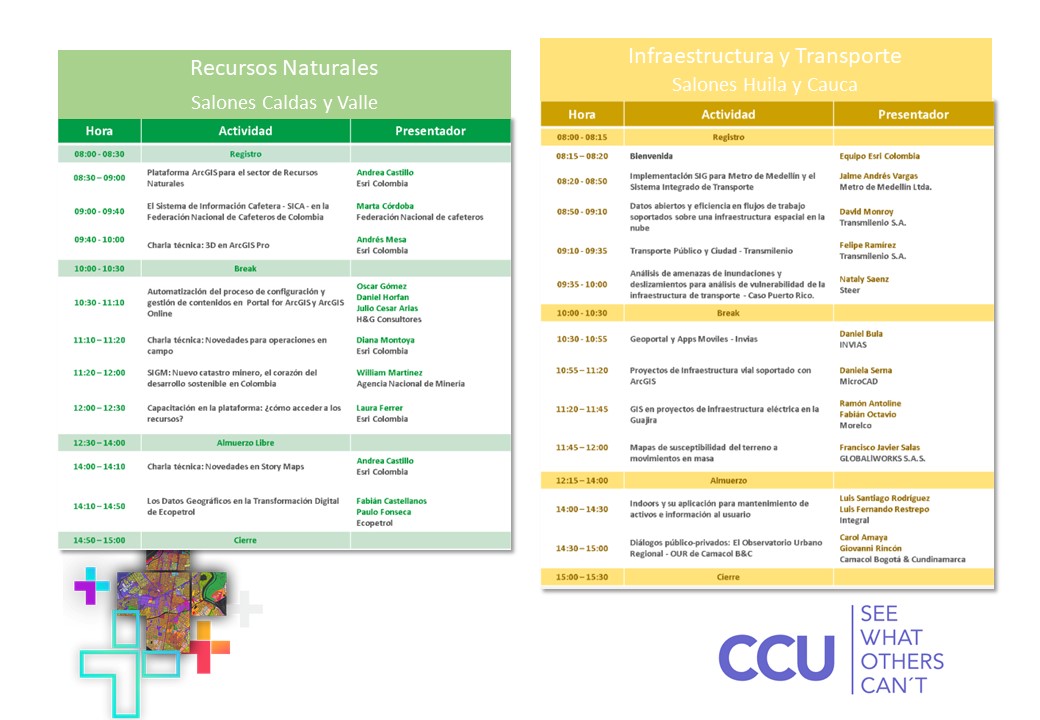 Recursos Naturales
Salones Caldas y Valle
Hora Actividad Presentador
08:00 - 08:30 Registro
08:30 – 09:00 Plataforma ArcGIS para el sector de Recursos Naturales Andrea Castillo Esri Colombia
09:00 - 09:40 El Sistema de Información Cafetera - SICA - en la Federación Nacional de Cafeteros de Colombia Marta Córdoba Federación Nacional de cafeteros
09:40 - 10:00 Charla técnica: 3D en ArcGIS Pro Andrés Mesa Esri Colombia
10:00 - 10:30 Break
10:30 - 11:10 Automatización del proceso de configuración y gestión de contenidos en Portal for ArcGIS y ArcGIS Online Oscar Gómez Daniel Horfan Julio Cesar Arias H&G Consultores
11:10 – 11:20 Charla técnica: Novedades para operaciones en campo Diana Montoya Esri Colombia
11:20 – 12:00 SIGM: Nuevo catastro minero, el corazón del desarrollo sostenible en Colombia William Martínez Agencia Nacional de Minería
12:00 – 12:30 Capacitación en la plataforma: ¿cómo acceder a los recursos? Laura Ferrer Esri Colombia
12:30 – 14:00 Almuerzo Libre
14:00 – 14:10 Charla técnica: Novedades en Story Maps Andrea Castillo Esri Colombia
14:10 – 14:50 Los Datos Geográficos en la Transformación Digital de Ecopetrol Fabián Castellanos Paulo Fonseca Ecopetrol
14:50 – 15:00 Cierre
Infraestructura y Transporte
Salones Huila y Cauca
Hora Actividad Presentador
08:00 - 08:15 Registro
08:15 – 08:20 Bienvenida Equipo Esri Colombia
08:20 - 08:50 Implementación SIG para Metro de Medellín y el Sistema Integrado de Transporte Jaime Andrés Vargas Metro de Medellín Ltda.
08:50 - 09:10 Datos abiertos y eficiencia en flujos de trabajo soportados sobre una infraestructura espacial en la nube David Monroy Transmilenio S.A.
09:10 - 09:35 Transporte Público y Ciudad - Transmilenio Felipe Ramírez Transmilenio S.A.
09:35 - 10:00 Análisis de amenazas de inundaciones y deslizamientos para análisis de vulnerabilidad de la infraestructura de transporte - Caso Puerto Rico. Nataly Saenz Steer
10:00 - 10:30 Break
10:30 - 10:55 Geoportal y Apps Moviles - Invias Daniel Bula INVIAS
10:55 – 11:20 Proyectos de Infraestructura vial soportado con ArcGIS Daniela Serna MicroCAD
11:20 – 11:45 GIS en proyectos de infraestructura eléctrica en la Guajira Ramón Antoline Fabián Octavio Morelco
11:45 – 12:00 Mapas de susceptibilidad del terreno a movimientos en masa Francisco Javier Salas GLOBALIWORKS S.A.S.
12:15 – 14:00 Almuerzo
14:00 – 14:30 Indoors y su aplicación para mantenimiento de activos e información al usuario Luis Santiago Rodríguez Luis Fernando Restrepo Integral
14:30 – 15:00 Diálogos público-privados: El Observatorio Urbano Regional - OUR de Camacol B&C Carol Amaya Giovanni Rincón Camacol Bogotá & Cundinamarca
15:00 – 15:30 Cierre
CCU
SEE
WHAT
OTHERS
CAN´T